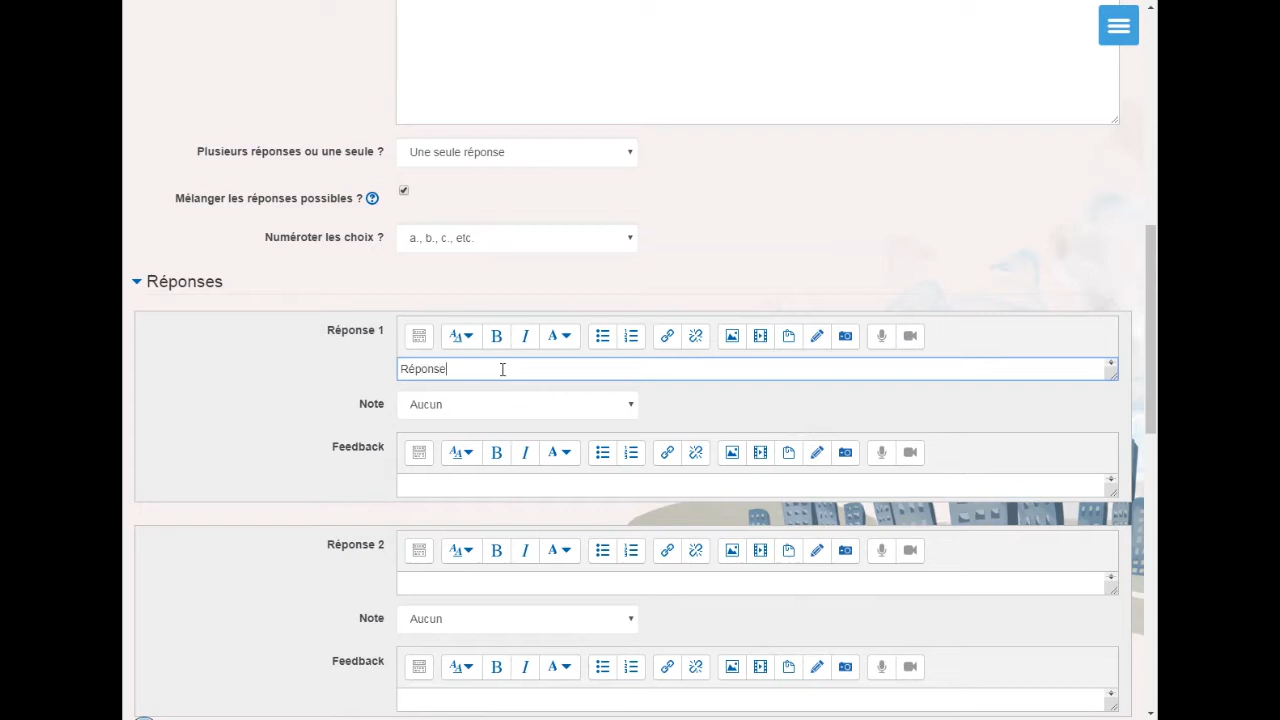 Plusieurs réponses ou une seule ?
Une seule réponse
Mélanger les réponses possibles ?
Numéroter les choix ?
a., b., c., etc.
Réponses
Réponse 1
Réponse
Note
Aucun
Feedback
Réponse 2
Note
Aucun
Feedback